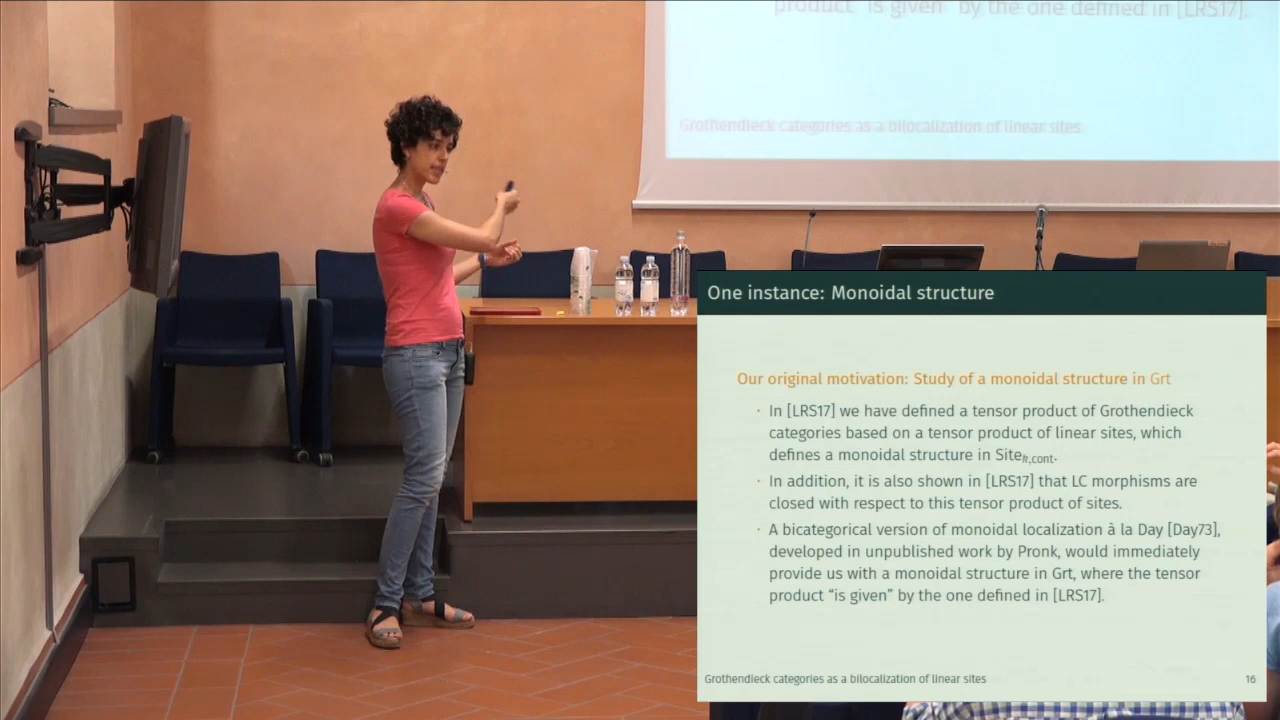 product "is given" by the one defined in [LRS17].
Grothendieck categories as a bilocalization of linear sites
One instance: Monoidal structure
Our original motivation: Study of a monoidal structure in Grt
· In [LRS17] we have defined a tensor product of Grothendieck
categories based on a tensor product of linear sites, which
defines a monoidal structure in Siteₖ,cont.
· In addition, it is also shown in [LRS17] that LC morphisms are
closed with respect to this tensor product of sites.
· A bicategorical version of monoidal localization à la Day [Day73],
developed in unpublished work by Pronk, would immediately
provide us with a monoidal structure in Grt, where the tensor
product “is given” by the one defined in [LRS17].
Grothendieck categories as a bilocalization of linear sites
16